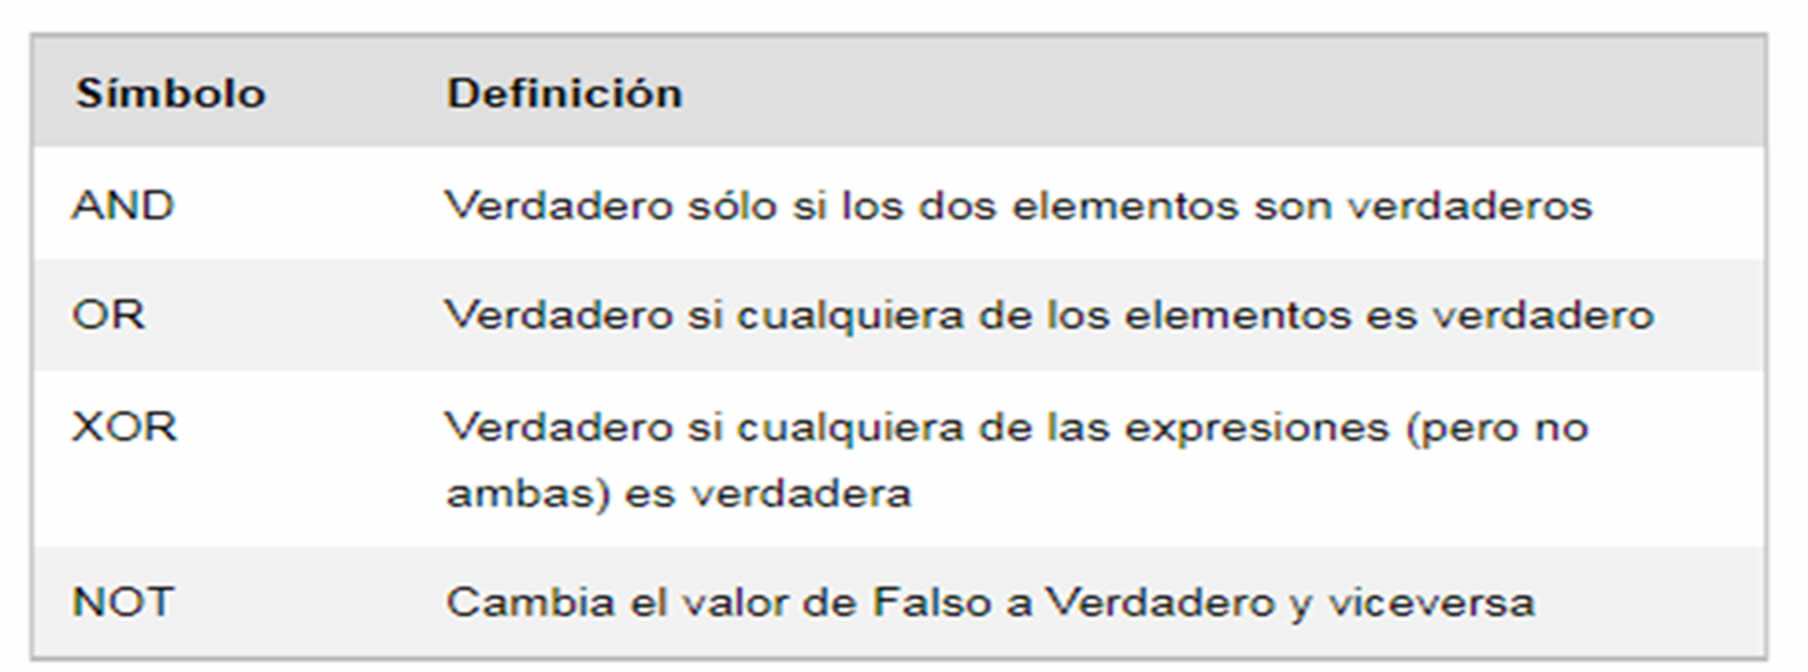 Símbolo Definición
AND Verdadero sólo si los dos elementos son verdaderos
OR Verdadero si cualquiera de los elementos es verdadero
XOR Verdadero si cualquiera de las expresiones (pero no
ambas) es verdadera
NOT Cambia el valor de Falso a Verdadero y viceversa